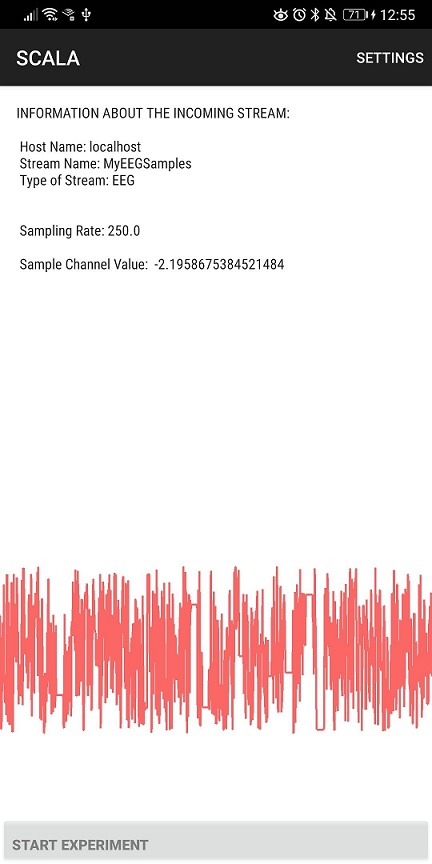 71 12:55
SCALA SETTINGS
INFORMATION ABOUT THE INCOMING STREAM:
Host Name: localhost
Stream Name: MyEEGSamples
Type of Stream: EEG
Sampling Rate: 250.0
Sample Channel Value: -2.1958675384521484
START EXPERIMENT